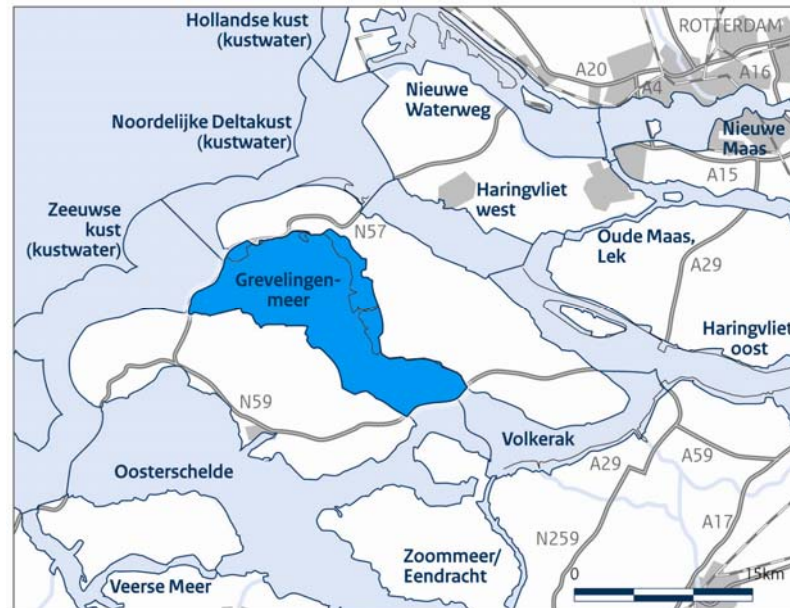 Hollandse kust
(kustwater)
ROTTERDAM
A20
A16
A4
Nieuwe
Waterweg
Noordelijke Deltakust
(kustwater)
Nieuwe
Maas
A15
Haringvliet
west
Zeeuwse
kust
(kustwater)
N57
Oude Maas,
Lek
A29
Grevelingen-
meer
Haringvliet
oost
N59
Volkerak
Oosterschelde
A29
A59
A17
N259
Zoommeer/
Eendracht
Veerse Meer
0
15km